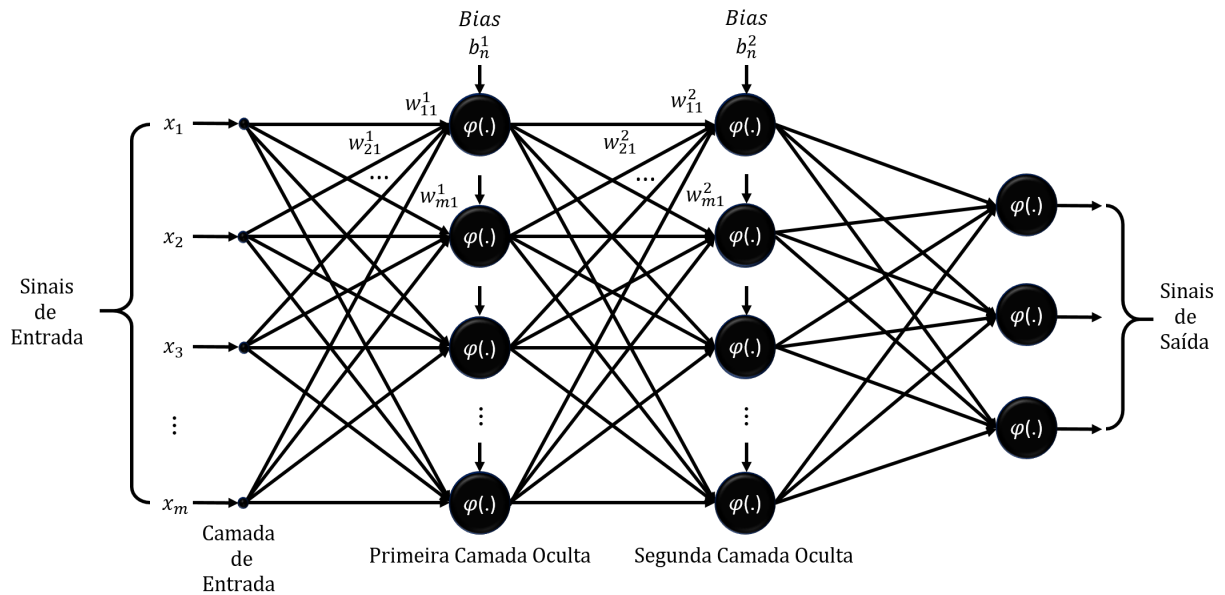 Bias
b_n^1
Bias
b_n^2
w_11^1
w_11^2
x_1
φ(.)
φ(.)
w_21^1
w_21^2
...
...
w_m1^1
w_m1^2
φ(.)
x_2
φ(.)
φ(.)
Sinais
de
Entrada
Sinais
de
Saída
φ(.)
x_3
φ(.)
φ(.)
⋮
⋮
⋮
φ(.)
x_m
φ(.)
φ(.)
Camada
de
Entrada
Primeira Camada Oculta
Segunda Camada Oculta